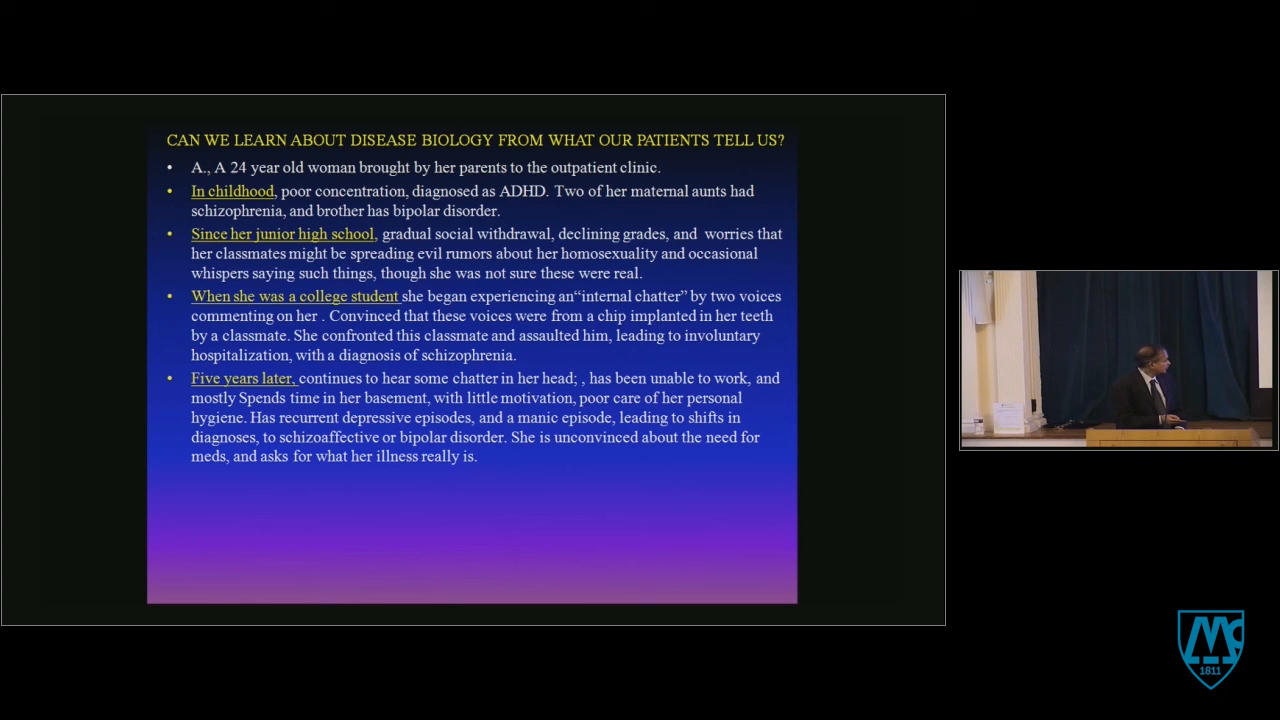 CAN WE LEARN ABOUT DISEASE BIOLOGY FROM WHAT OUR PATIENTS TELL US?
• A., A 24 year old woman brought by her parents to the outpatient clinic.
• In childhood, poor concentration, diagnosed as ADHD. Two of her maternal aunts had
schizophrenia, and brother has bipolar disorder.
• Since her junior high school, gradual social withdrawal, declining grades, and worries that
her classmates might be spreading evil rumors about her homosexuality and occasional
whispers saying such things, though she was not sure these were real.
• When she was a college student she began experiencing an“internal chatter” by two voices
commenting on her . Convinced that these voices were from a chip implanted in her teeth
by a classmate. She confronted this classmate and assaulted him, leading to involuntary
hospitalization, with a diagnosis of schizophrenia.
• Five years later, continues to hear some chatter in her head; , has been unable to work, and
mostly Spends time in her basement, with little motivation, poor care of her personal
hygiene. Has recurrent depressive episodes, and a manic episode, leading to shifts in
diagnoses, to schizoaffective or bipolar disorder. She is unconvinced about the need for
meds, and asks for what her illness really is.
Mc
1811